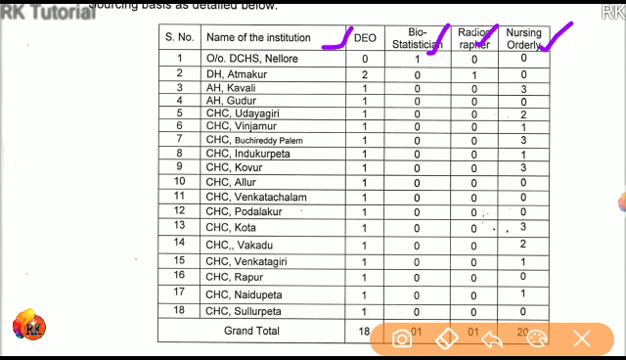 RK Tutorial
sourcing basis as detailed below.
RK
S. No. Name of the institution DEO Bio-Statistician Radiographer Nursing Orderly
1 O/o. DCHS, Nellore 0 1 0 0
2 DH, Atmakur 2 0 1 0
3 AH, Kavali 1 0 0 3
4 AH, Gudur 1 0 0 0
5 CHC, Udayagiri 1 0 0 2
6 CHC, Vinjamur 1 0 0 1
7 CHC, Buchireddy Palem 1 0 0 3
8 CHC, Indukurpeta 1 0 0 1
9 CHC, Kovur 1 0 0 3
10 CHC, Allur 1 0 0 0
11 CHC, Venkatachalam 1 0 0 0
12 CHC, Podalakur 1 0 0 0
13 CHC, Kota 1 0 0 3
14 CHC,, Vakadu 1 0 0 2
15 CHC, Venkatagiri 1 0 0 1
16 CHC, Rapur 1 0 0 0
17 CHC, Naidupeta 1 0 0 1
18 CHC, Sullurpeta 1 0 0
Grand Total 18 01 01 20
RK